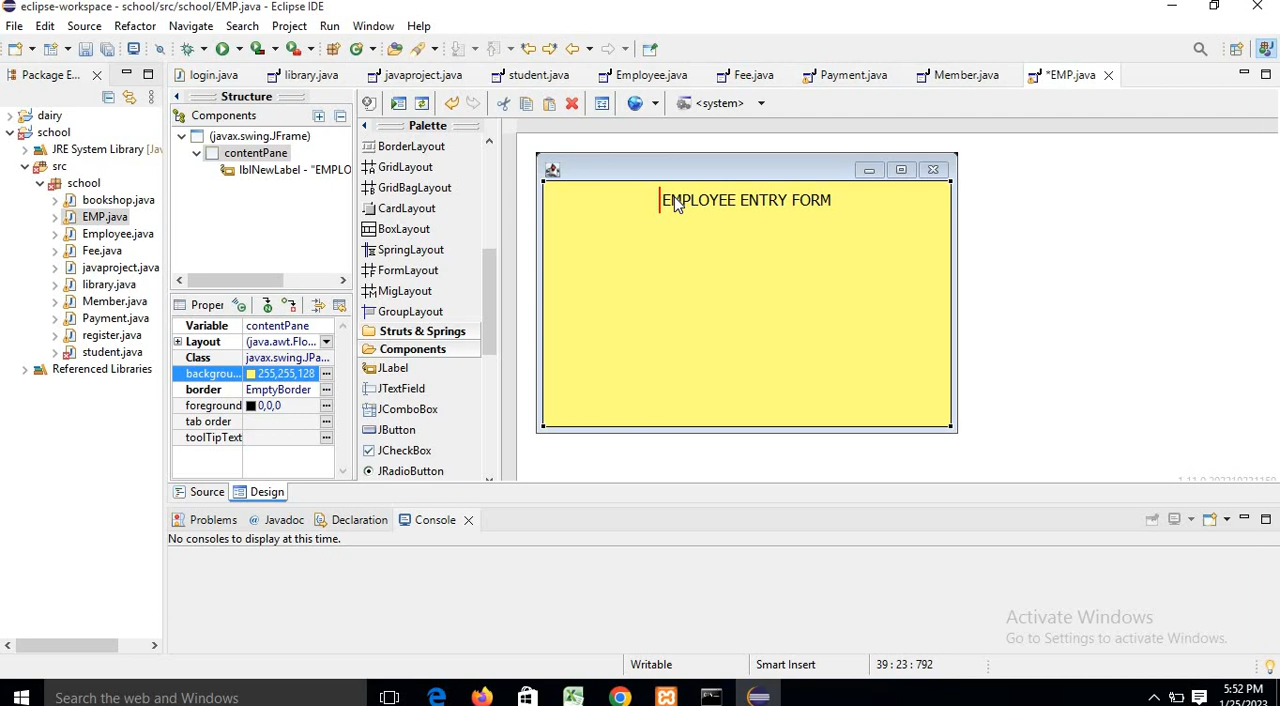 eclipse-workspace - school/src/school/EMP.java - Eclipse IDE
File Edit Source Refactor Navigate Search Project Run Window Help
Package E...
login.java library.java javaproject.java student.java Employee.java Fee.java Payment.java Member.java *EMP.java
dairy
school
JRE System Library [Jav
src
school
bookshop.java
EMP.java
Employee.java
Fee.java
javaproject.java
library.java
Member.java
Payment.java
register.java
student.java
Referenced Libraries
Structure
Components
(javax.swing.JFrame)
contentPane
lblNewLabel - "EMPLO
Proper
Variable contentPane
Layout (java.awt.Flo...
Class javax.swing.JPa...
backgrou... 255,255,128
border EmptyBorder
foreground 0,0,0
tab order
toolTipText
Source Design
<system>
Palette
BorderLayout
GridLayout
GridBagLayout
CardLayout
BoxLayout
SpringLayout
FormLayout
MigLayout
GroupLayout
Struts & Springs
Components
JLabel
JTextField
JComboBox
JButton
JCheckBox
JRadioButton
EMPLOYEE ENTRY FORM
Problems Javadoc Declaration Console
No consoles to display at this time.
Activate Windows
Go to Settings to activate Windows.
Writable Smart Insert 39 : 23 : 792
Search the web and Windows
5:52 PM
1/25/2023